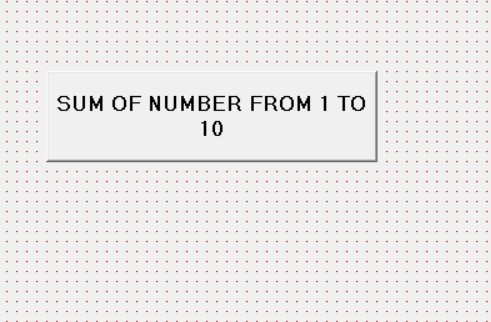 SUM OF NUMBER FROM 1 TO
10